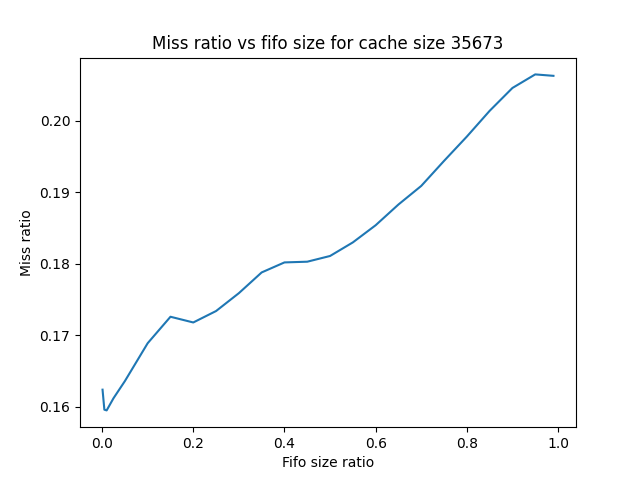 Miss ratio vs fifo size for cache size 35673
0.20
0.19
0.18
0.17
0.16
Miss ratio
0.0 0.2 0.4 0.6 0.8 1.0
Fifo size ratio